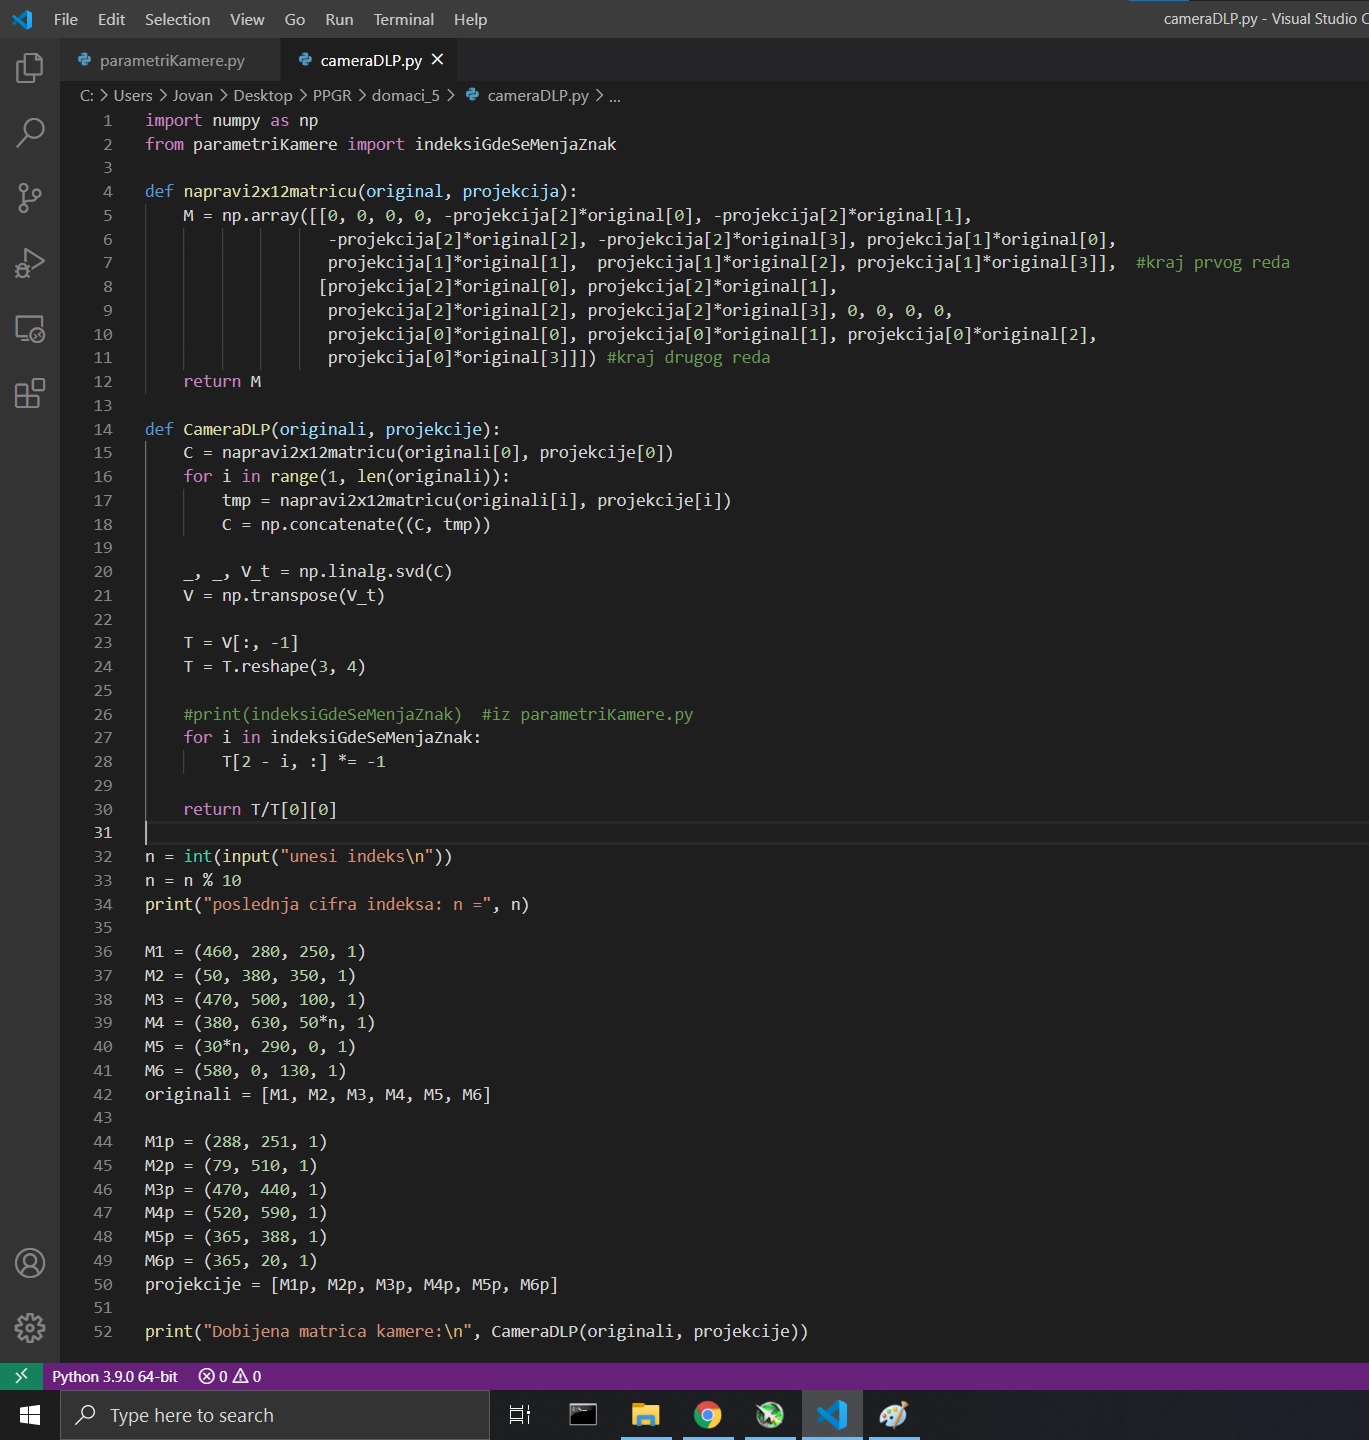 File Edit Selection View Go Run Terminal Help cameraDLP.py - Visual Studio C
parametriKamere.py cameraDLP.py
C: > Users > Jovan > Desktop > PPGR > domaci_5 > cameraDLP.py > ...
1 import numpy as np
2 from parametriKamere import indeksiGdeSeMenjaZnak
3
4 def napravi2x12matricu(original, projekcija):
5 M = np.array([[0, 0, 0, 0, -projekcija[2]*original[0], -projekcija[2]*original[1],
6 -projekcija[2]*original[2], -projekcija[2]*original[3], projekcija[1]*original[0],
7 projekcija[1]*original[1],  projekcija[1]*original[2], projekcija[1]*original[3]],  #kraj prvog reda
8 [projekcija[2]*original[0], projekcija[2]*original[1],
9 projekcija[2]*original[2], projekcija[2]*original[3], 0, 0, 0, 0,
10 projekcija[0]*original[0], projekcija[0]*original[1], projekcija[0]*original[2],
11 projekcija[0]*original[3]]]) #kraj drugog reda
12 return M
13
14 def CameraDLP(originali, projekcije):
15 C = napravi2x12matricu(originali[0], projekcije[0])
16 for i in range(1, len(originali)):
17 tmp = napravi2x12matricu(originali[i], projekcije[i])
18 C = np.concatenate((C, tmp))
19
20 _, _, V_t = np.linalg.svd(C)
21 V = np.transpose(V_t)
22
23 T = V[:, -1]
24 T = T.reshape(3, 4)
25
26 #print(indeksiGdeSeMenjaZnak)  #iz parametriKamere.py
27 for i in indeksiGdeSeMenjaZnak:
28 T[2 - i, :] *= -1
29
30 return T/T[0][0]
31
32 n = int(input("unesi indeks\n"))
33 n = n % 10
34 print("poslednja cifra indeksa: n =", n)
35
36 M1 = (460, 280, 250, 1)
37 M2 = (50, 380, 350, 1)
38 M3 = (470, 500, 100, 1)
39 M4 = (380, 630, 50*n, 1)
40 M5 = (30*n, 290, 0, 1)
41 M6 = (580, 0, 130, 1)
42 originali = [M1, M2, M3, M4, M5, M6]
43
44 M1p = (288, 251, 1)
45 M2p = (79, 510, 1)
46 M3p = (470, 440, 1)
47 M4p = (520, 590, 1)
48 M5p = (365, 388, 1)
49 M6p = (365, 20, 1)
50 projekcije = [M1p, M2p, M3p, M4p, M5p, M6p]
51
52 print("Dobijena matrica kamere:\n", CameraDLP(originali, projekcije))
Python 3.9.0 64-bit 0 0
Type here to search